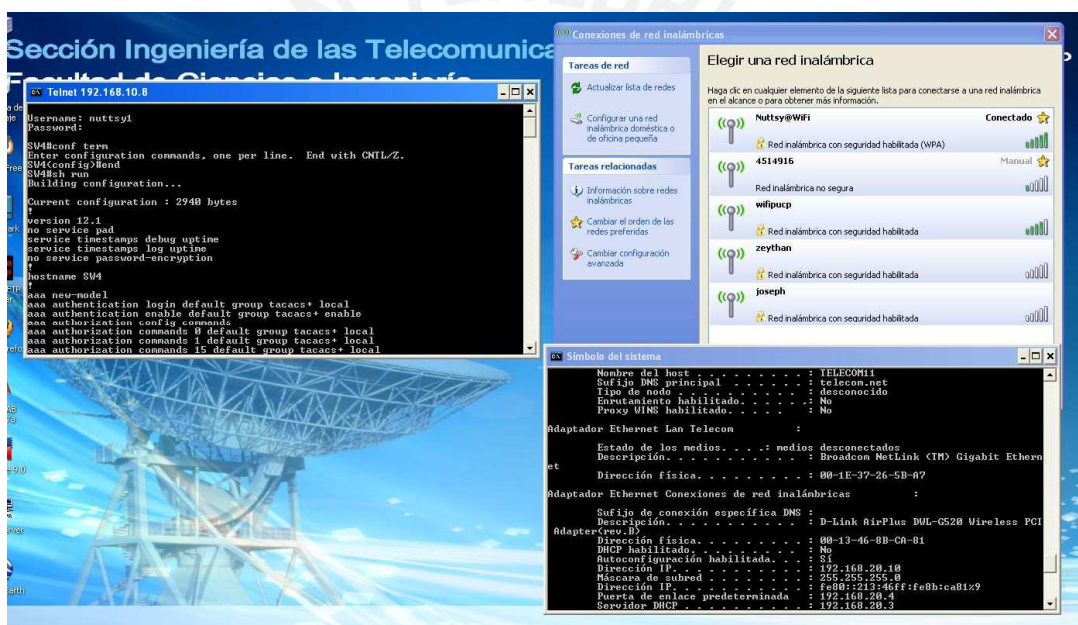 Sección Ingeniería de las Telecomunica
Facultad de Ciencias e Ingeniería
Telnet 192.168.10.8
Username: nuttsy1
Password:
SW4#conf term
Enter configuration commands, one per line.  End with CNTL/Z.
SW4(config)#end
SW4#sh run
Building configuration...
Current configuration : 2940 bytes
!
version 12.1
no service pad
service timestamps debug uptime
service timestamps log uptime
no service password-encryption
!
hostname SW4
!
aaa new-model
aaa authentication login default group tacacs+ local
aaa authentication enable default group tacacs+ enable
aaa authorization config-commands
aaa authorization commands 0 default group tacacs+ local
aaa authorization commands 1 default group tacacs+ local
aaa authorization commands 15 default group tacacs+ local
Conexiones de red inalámbricas
Tareas de red
Actualizar lista de redes
Configurar una red
inalámbrica doméstica o
de oficina pequeña
Tareas relacionadas
Información sobre redes
inalámbricas
Cambiar el orden de las
redes preferidas
Cambiar configuración
avanzada
Elegir una red inalámbrica
Haga clic en cualquier elemento de la siguiente lista para conectarse a una red inalámbrica
en el alcance o para obtener más información.
Nuttsy@WiFi Conectado
Red inalámbrica con seguridad habilitada (WPA)
4514916 Manual
Red inalámbrica no segura
wifipucp
Red inalámbrica con seguridad habilitada
zeythan
Red inalámbrica con seguridad habilitada
joseph
Red inalámbrica con seguridad habilitada
Símbolo del sistema
Nombre del host . . . . . . . . . : TELECOM11
Sufijo DNS principal . . . . . . : telecom.net
Tipo de nodo . . . . . . . . . . : desconocido
Enrutamiento habilitado. . . . . .: No
Proxy WINS habilitado. . . . . : No
Adaptador Ethernet Lan Telecom :
Estado de los medios. . . .: medios desconectados
Descripción. . . . . . . . . . . : Broadcom NetLink (TM) Gigabit Ethern
et
Dirección física. . . . . . . . . : 00-1E-37-26-5B-A7
Adaptador Ethernet Conexiones de red inalámbricas :
Sufijo de conexión específica DNS :
Descripción. . . . . . . . . . . : D-Link AirPlus DWL-G520 Wireless PCI
Adapter(rev.B)
Dirección física. . . . . . . . . : 00-13-46-8B-CA-81
DHCP habilitado. . . . . . . . . : No
Autoconfiguración habilitada. . . : Sí
Dirección IP. . . . . . . . . . . : 192.168.20.10
Máscara de subred . . . . . . . . : 255.255.255.0
Dirección IP. . . . . . . . . . . : fe80::213:46ff:fe8b:ca81%9
Puerta de enlace predeterminada : 192.168.20.4
Servidor DHCP . . . . . . . . . . : 192.168.20.3